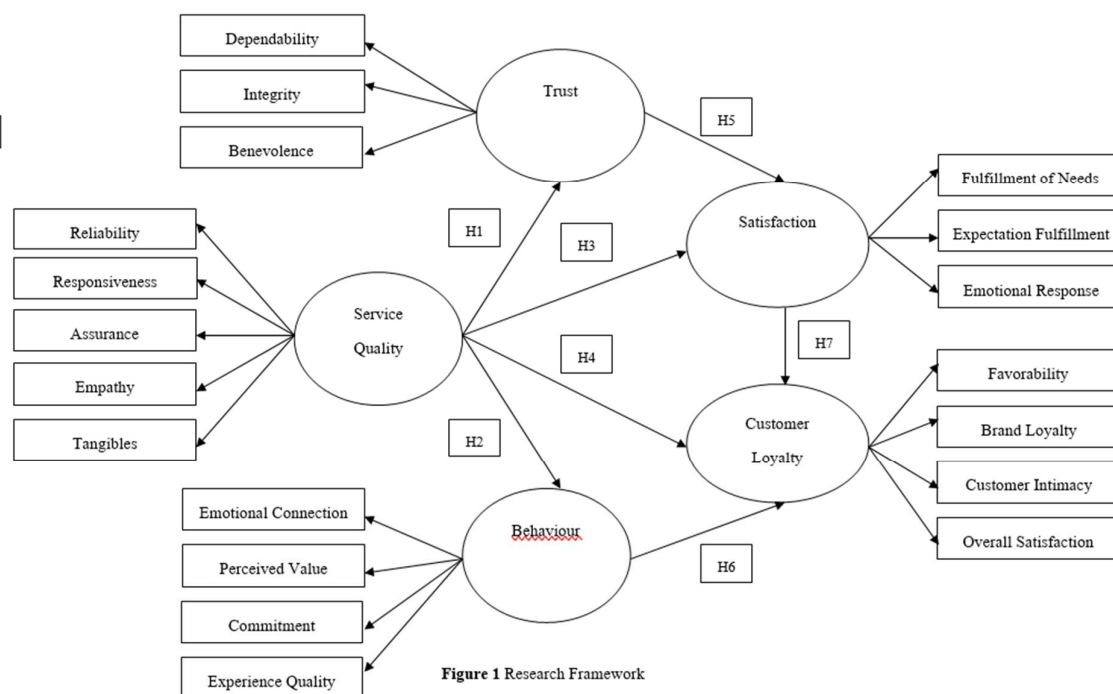 Dependability
Integrity
Benevolence
Trust
H5
Reliability
Responsiveness
Assurance
Empathy
Tangibles
Service
Quality
H1
H3
H4
H2
Satisfaction
Fulfillment of Needs
Expectation Fulfillment
Emotional Response
H7
Customer
Loyalty
Favorability
Brand Loyalty
Customer Intimacy
Overall Satisfaction
Emotional Connection
Perceived Value
Commitment
Experience Quality
Behaviour
H6
Figure 1 Research Framework